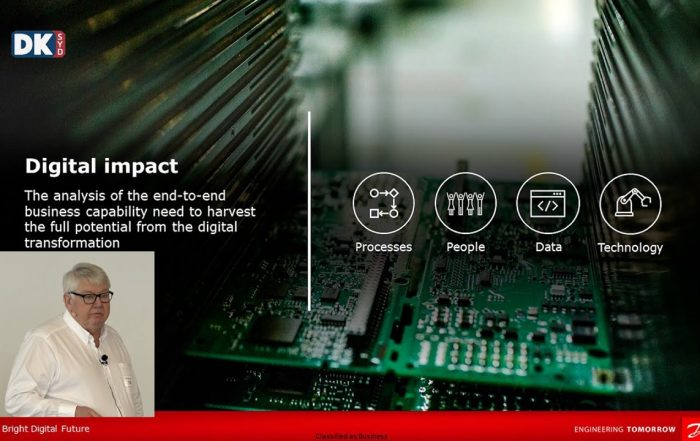 DK
SYD
Digital impact
The analysis of the end-to-end
business capability need to harvest
the full potential from the digital
transformation
Processes
People
Data
Technology
Bright Digital Future
ENGINEERING TOMORROW
Classified as Business